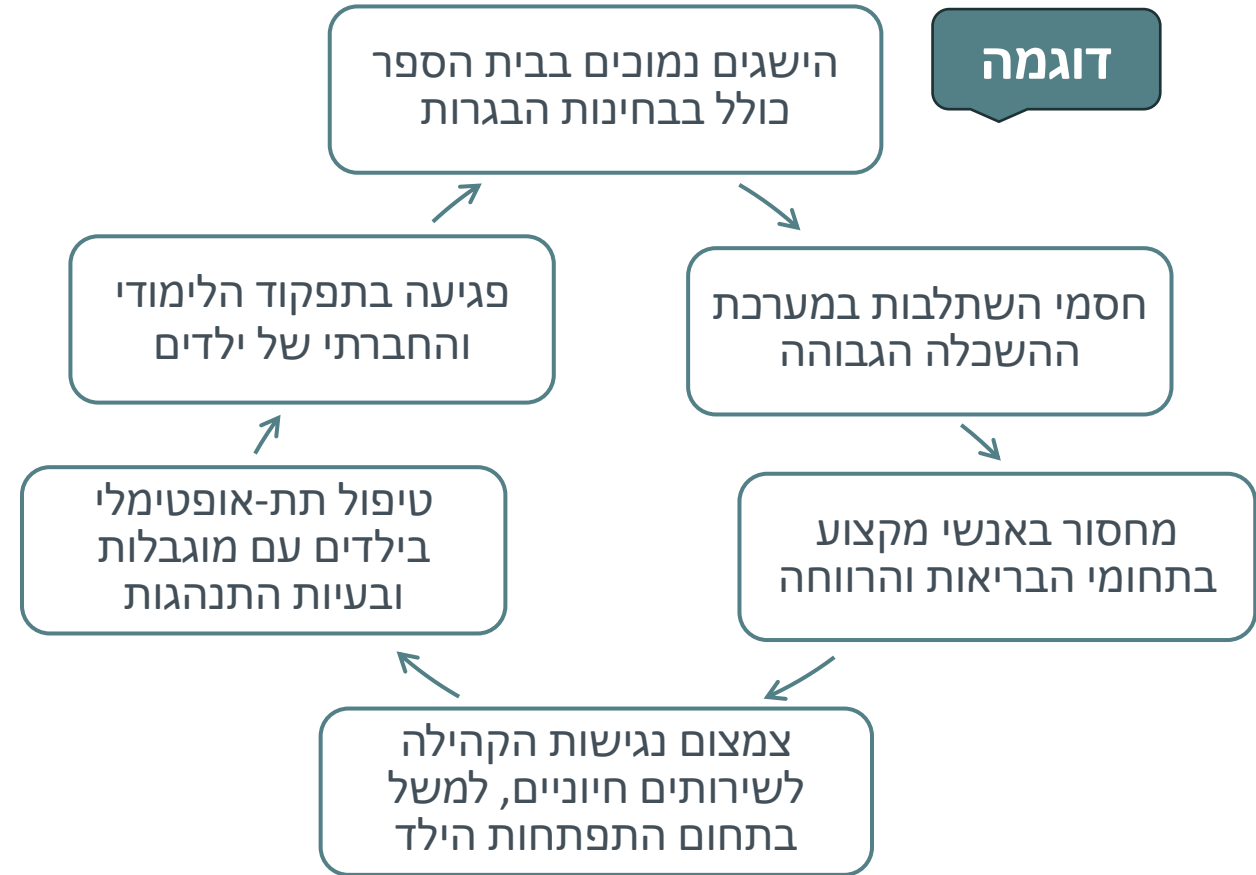 דוגמה
הישגים נמוכים בבית הספר
כולל בבחינות הבגרות
חסמי השתלבות במערכת
ההשכלה הגבוהה
מחסור באנשי מקצוע
בתחומי הבריאות והרווחה
צמצום נגישות הקהילה
לשירותים חיוניים, למשל
בתחום התפתחות הילד
טיפול תת-אופטימלי
בילדים עם מוגבלות
ובעיות התנהגות
פגיעה בתפקוד הלימודי
והחברתי של ילדים